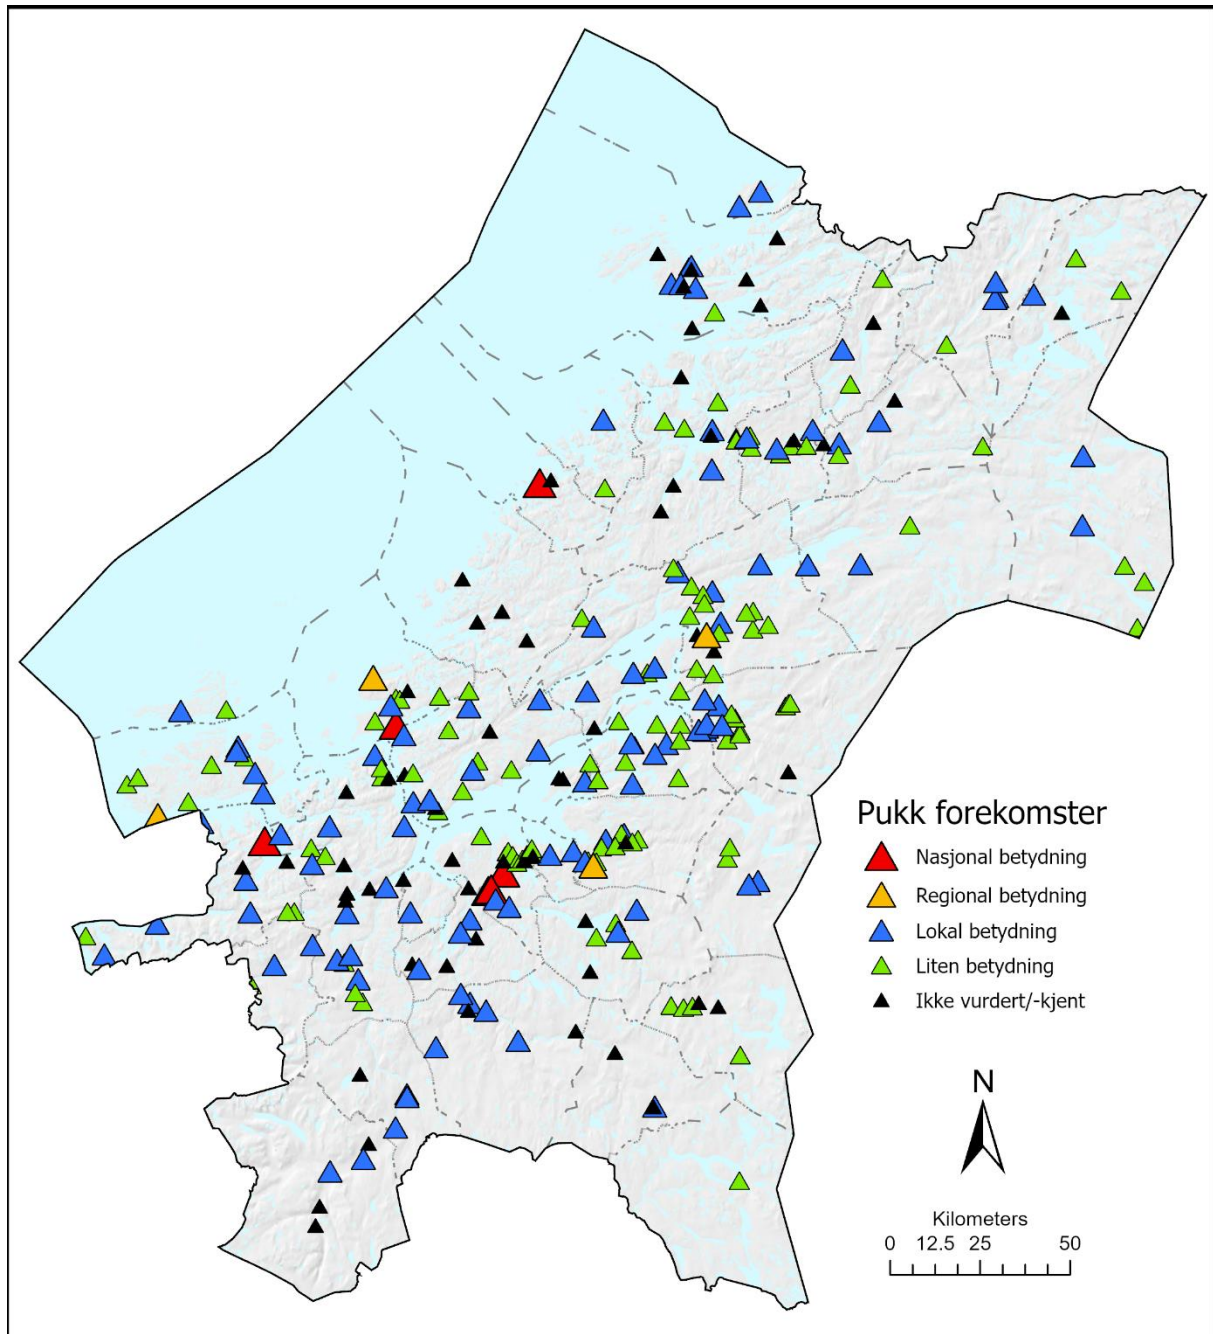 Pukk forekomster
Nasjonal betydning
Regional betydning
Lokal betydning
Liten betydning
Ikke vurdert/-kjent
N
Kilometers
0 12.5 25 50